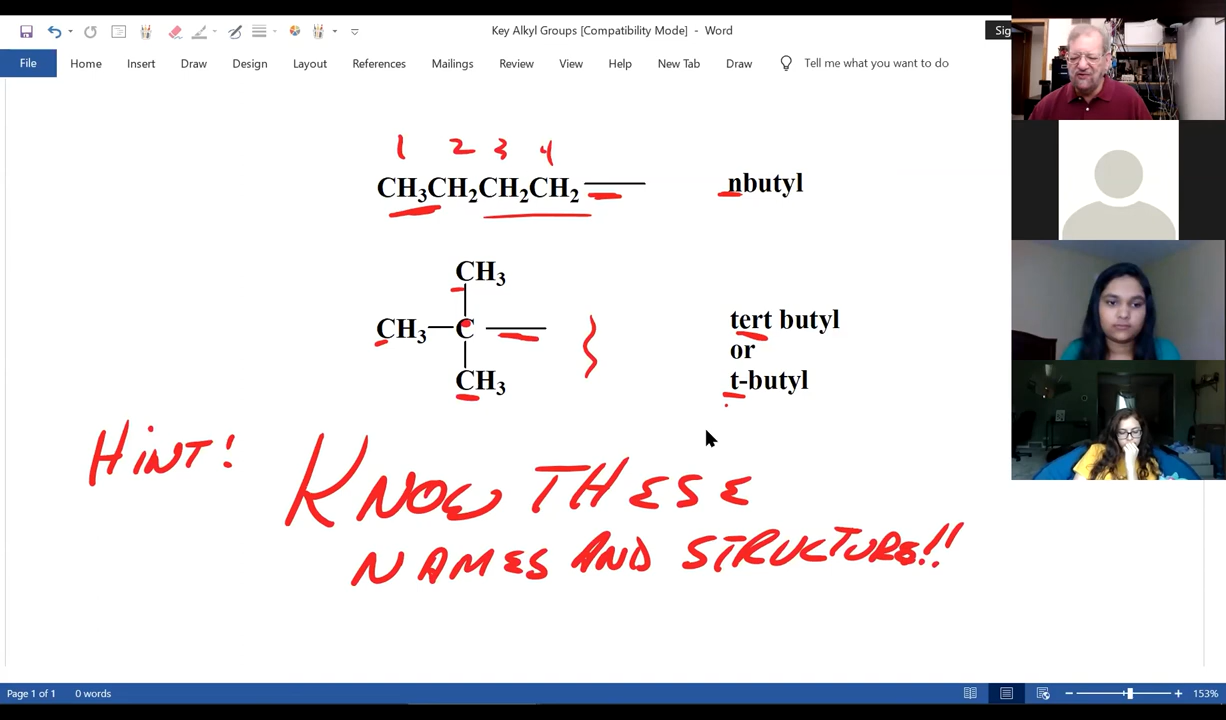 Key Alkyl Groups [Compatibility Mode] - Word
File Home Insert Draw Design Layout References Mailings Review View Help New Tab Draw Tell me what you want to do
1 2 3 4
CH₃CH₂CH₂CH₂ nbutyl
CH₃
CH₃ C tert butyl
or
CH₃ t-butyl
HINT!
KNOW THESE
NAMES AND STRUCTURES!!
Page 1 of 1 0 words 153%